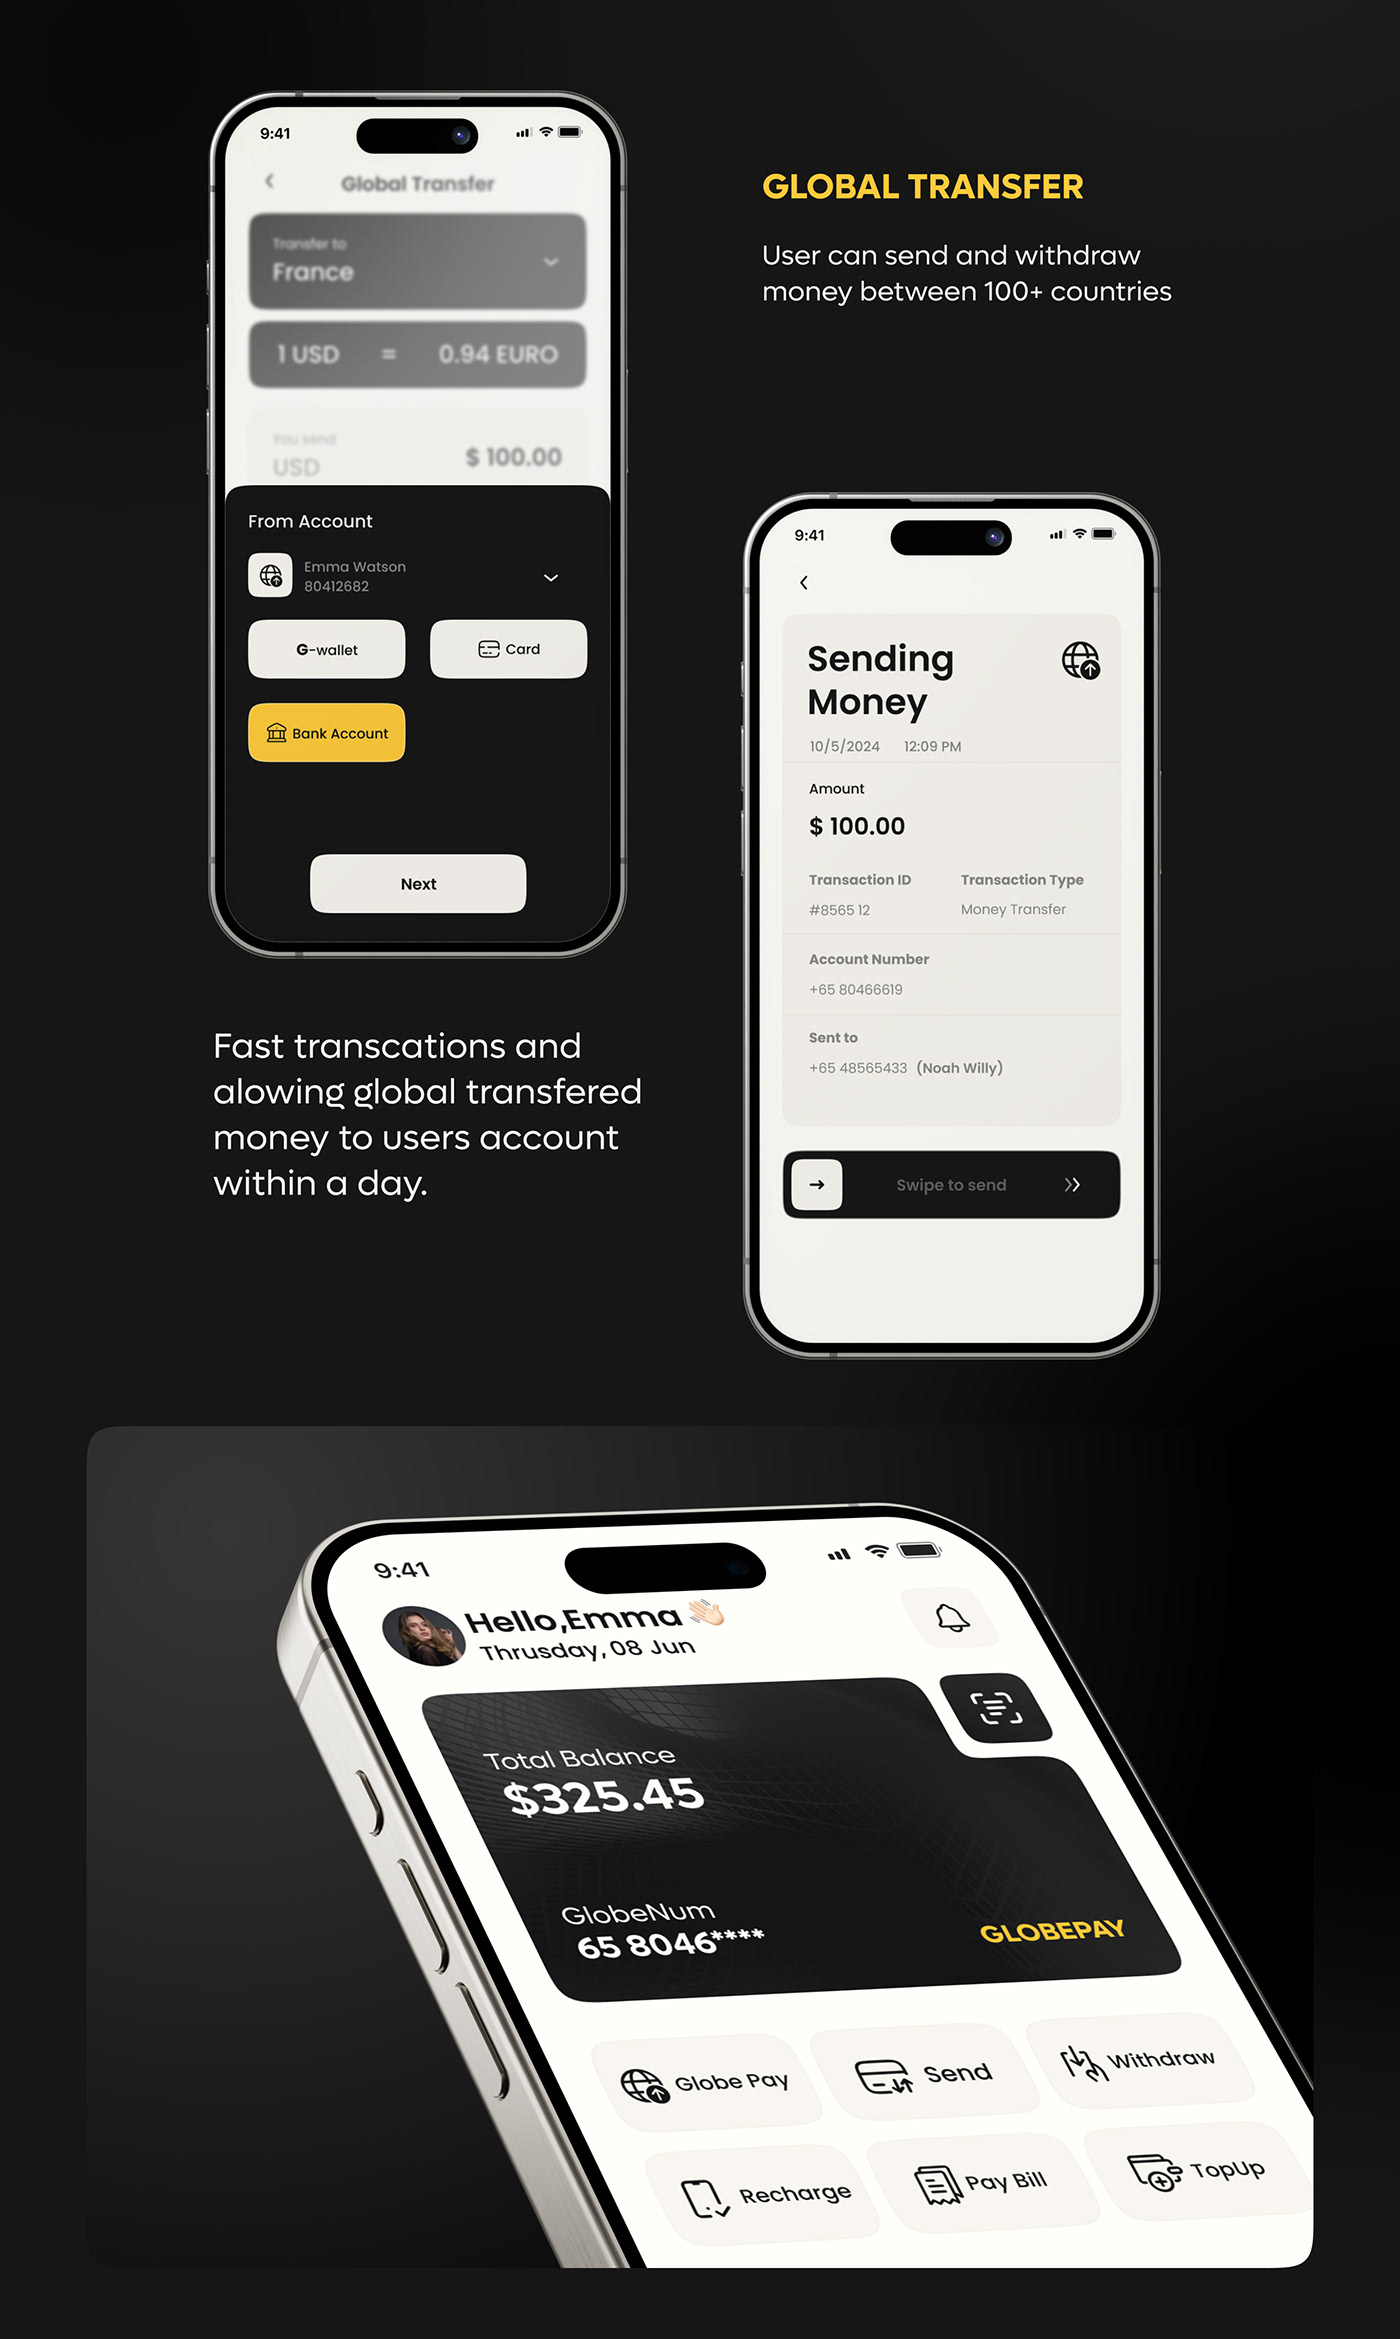 9:41
Global Transfer
Transfer to
France
1 USD = 0.94 EURO
You send
USD
$ 100.00
From Account
Emma Watson
80412682
G-wallet
Card
Bank Account
Next
GLOBAL TRANSFER
User can send and withdraw
money between 100+ countries
9:41
Sending
Money
10/5/2024 12:09 PM
Amount
$ 100.00
Transaction ID Transaction Type
#8565 12 Money Transfer
Account Number
+65 80466619
Sent to
+65 48565433 (Noah Willy)
Swipe to send
Fast transcations and
alowing global transfered
money to users account
within a day.
9:41
Hello,Emma 👋🏻
Thrusday, 08 Jun
Total Balance
$325.45
GlobeNum
65 8046****
GLOBEPAY
Globe Pay
Send
Withdraw
Recharge
Pay Bill
TopUp